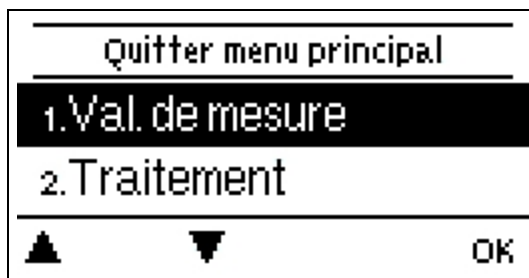 Quitter menu principal
1.Val. de mesure
2.Traitement
▲ ▼ OK